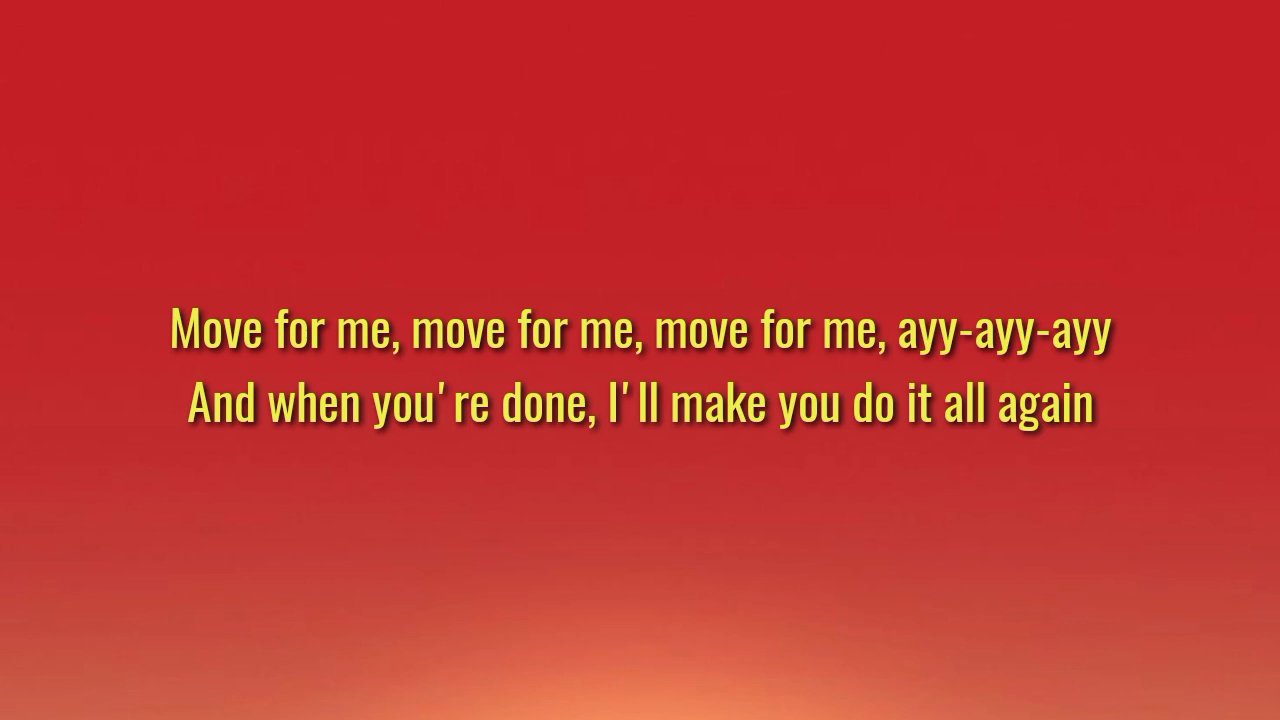 Move for me, move for me, move for me, ayy-ayy-ayy
And when you're done, I'll make you do it all again